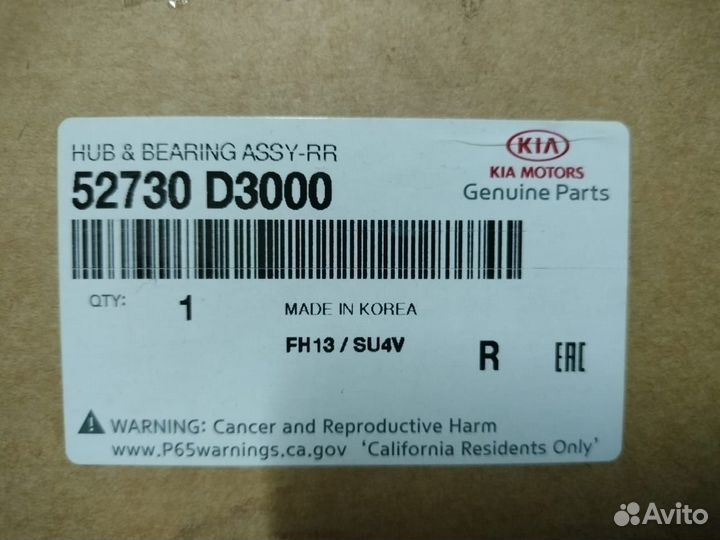 HUB & BEARING ASSY-RR
52730 D3000
KIA
KIA MOTORS
Genuine Parts
QTY: 1
MADE IN KOREA
FH13 / SU4V
R
EAC
WARNING: Cancer and Reproductive Harm
www.P65warnings.ca.gov 'California Residents Only'
Avito